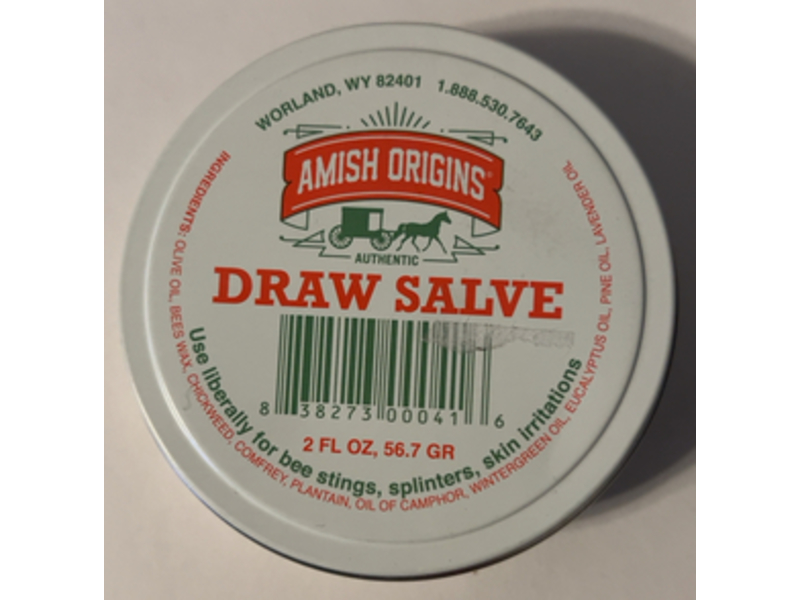 WORLAND, WY 82401 1.888.530.7643
AMISH ORIGINS®
AUTHENTIC
DRAW SALVE
8 38273 00041 6
2 FL OZ, 56.7 GR
Use liberally for bee stings, splinters, skin irritations
INGREDIENTS: OLIVE OIL, BEES WAX, CHICKWEED, COMFREY, PLANTAIN, OIL OF CAMPHOR, WINTERGREEN OIL, EUCALYPTUS OIL, PINE OIL, LAVENDER OIL